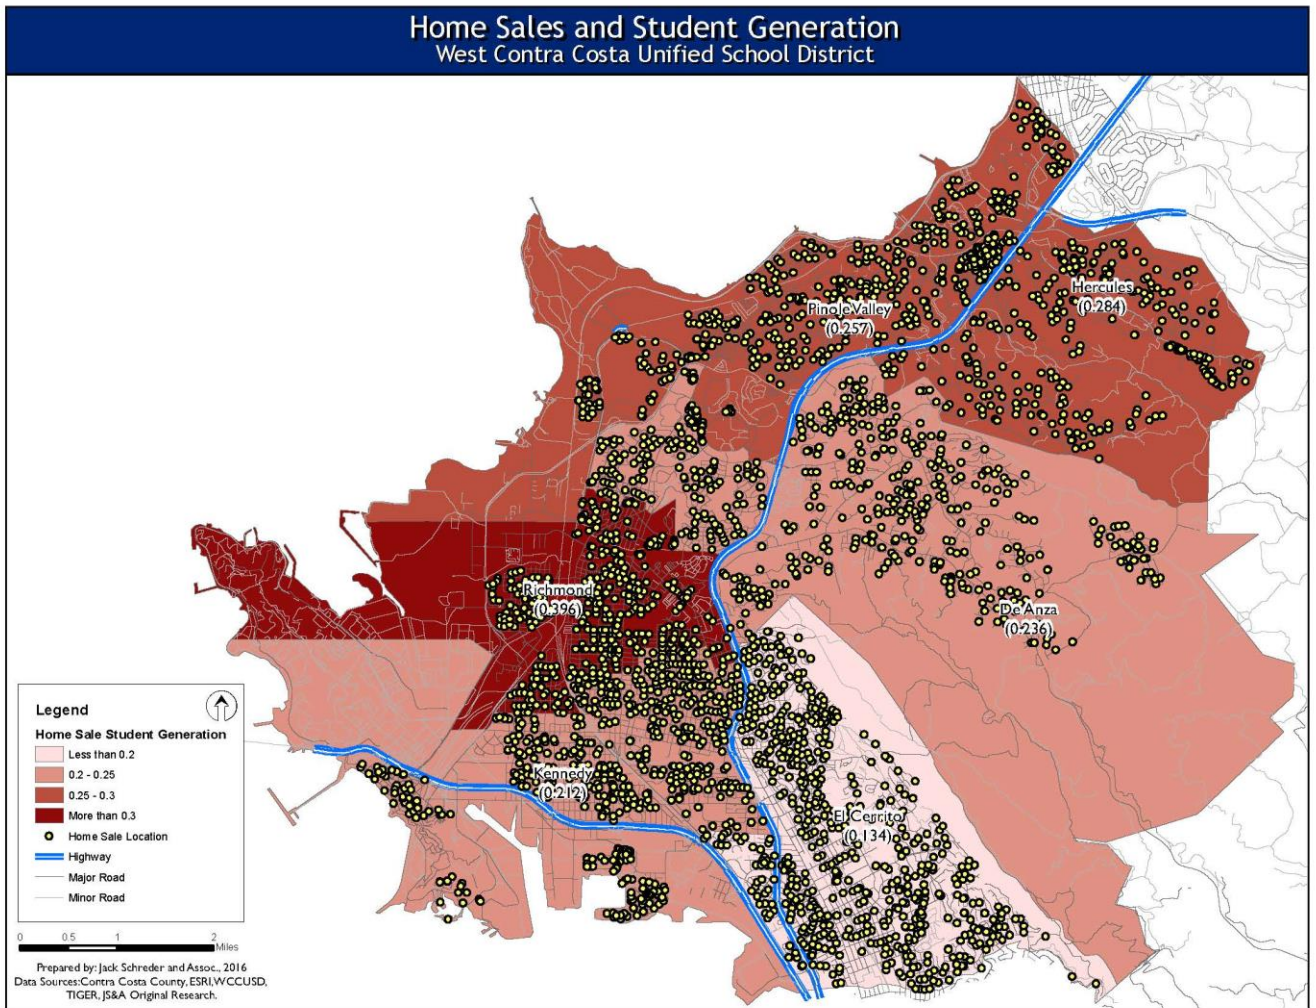 Home Sales and Student Generation
West Contra Costa Unified School District
Hercules
(0.284)
Pinole Valley
(0.257)
Richmond
(0.396)
De Anza
(0.236)
Kennedy
(0.212)
El Cerrito
(0.134)
Legend
Home Sale Student Generation
Less than 0.2
0.2 - 0.25
0.25 - 0.3
More than 0.3
Home Sale Location
Highway
Major Road
Minor Road
0 0.5 1 2
Miles
Prepared by: Jack Schreder and Assoc., 2016
Data Sources:Contra Costa County, ESRI,WCCUSD,
TIGER, JS&A Original Research.